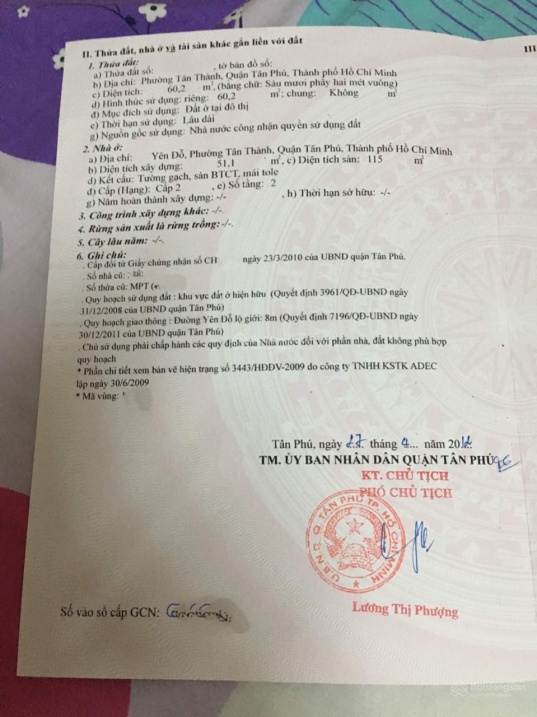 II. Thửa đất, nhà ở và tài sản khác gắn liền với đất
III
1. Thửa đất:
a) Thửa đất số: , tờ bản đồ số:
b) Địa chỉ: Phường Tân Thành, Quận Tân Phú, Thành phố Hồ Chí Minh
c) Diện tích: 60,2 m², (bằng chữ: Sáu mươi phẩy hai mét vuông)
d) Hình thức sử dụng: riêng: 60,2 m²; chung: Không m²
đ) Mục đích sử dụng: Đất ở tại đô thị
e) Thời hạn sử dụng: Lâu dài
g) Nguồn gốc sử dụng: Nhà nước công nhận quyền sử dụng đất
2. Nhà ở:
a) Địa chỉ: Yên Đỗ, Phường Tân Thành, Quận Tân Phú, Thành phố Hồ Chí Minh
b) Diện tích xây dựng: 51,1 m², c) Diện tích sàn: 115 m²
d) Kết cấu: Tường gạch, sàn BTCT, mái tole
đ) Cấp (Hạng): Cấp 2 , e) Số tầng: 2
g) Năm hoàn thành xây dựng: -/- , h) Thời hạn sở hữu: -/-
3. Công trình xây dựng khác: -/-
4. Rừng sản xuất là rừng trồng: -/-
5. Cây lâu năm: -/-
6. Ghi chú:
. Cấp đổi từ Giấy chứng nhận số CH ngày 23/3/2010 của UBND quận Tân Phú.
. Số nhà cũ:
. Số thửa cũ: MPT
. Quy hoạch sử dụng đất : khu vực đất ở hiện hữu (Quyết định 3961/QĐ-UBND ngày
31/12/2008 của UBND quận Tân Phú)
. Quy hoạch giao thông : Đường Yên Đỗ lộ giới: 8m (Quyết định 7196/QĐ-UBND ngày
30/12/2011 của UBND quận Tân Phú)
. Chủ sử dụng phải chấp hành các quy định của Nhà nước đối với phần nhà, đất không phù hợp
quy hoạch
* Phần chi tiết xem bản vẽ hiện trạng số 3443/HĐĐV-2009 do công ty TNHH KSTK ADEC
lập ngày 30/6/2009
* Mã vùng:
Tân Phú, ngày 27 tháng 4... năm 2012
TM. ỦY BAN NHÂN DÂN QUẬN TÂN PHÚ
KT. CHỦ TỊCH
PHÓ CHỦ TỊCH
U.B.N.D. Q. TÂN PHÚ T.P. HỒ CHÍ MINH
Lương Thị Phượng
Số vào sổ cấp GCN: